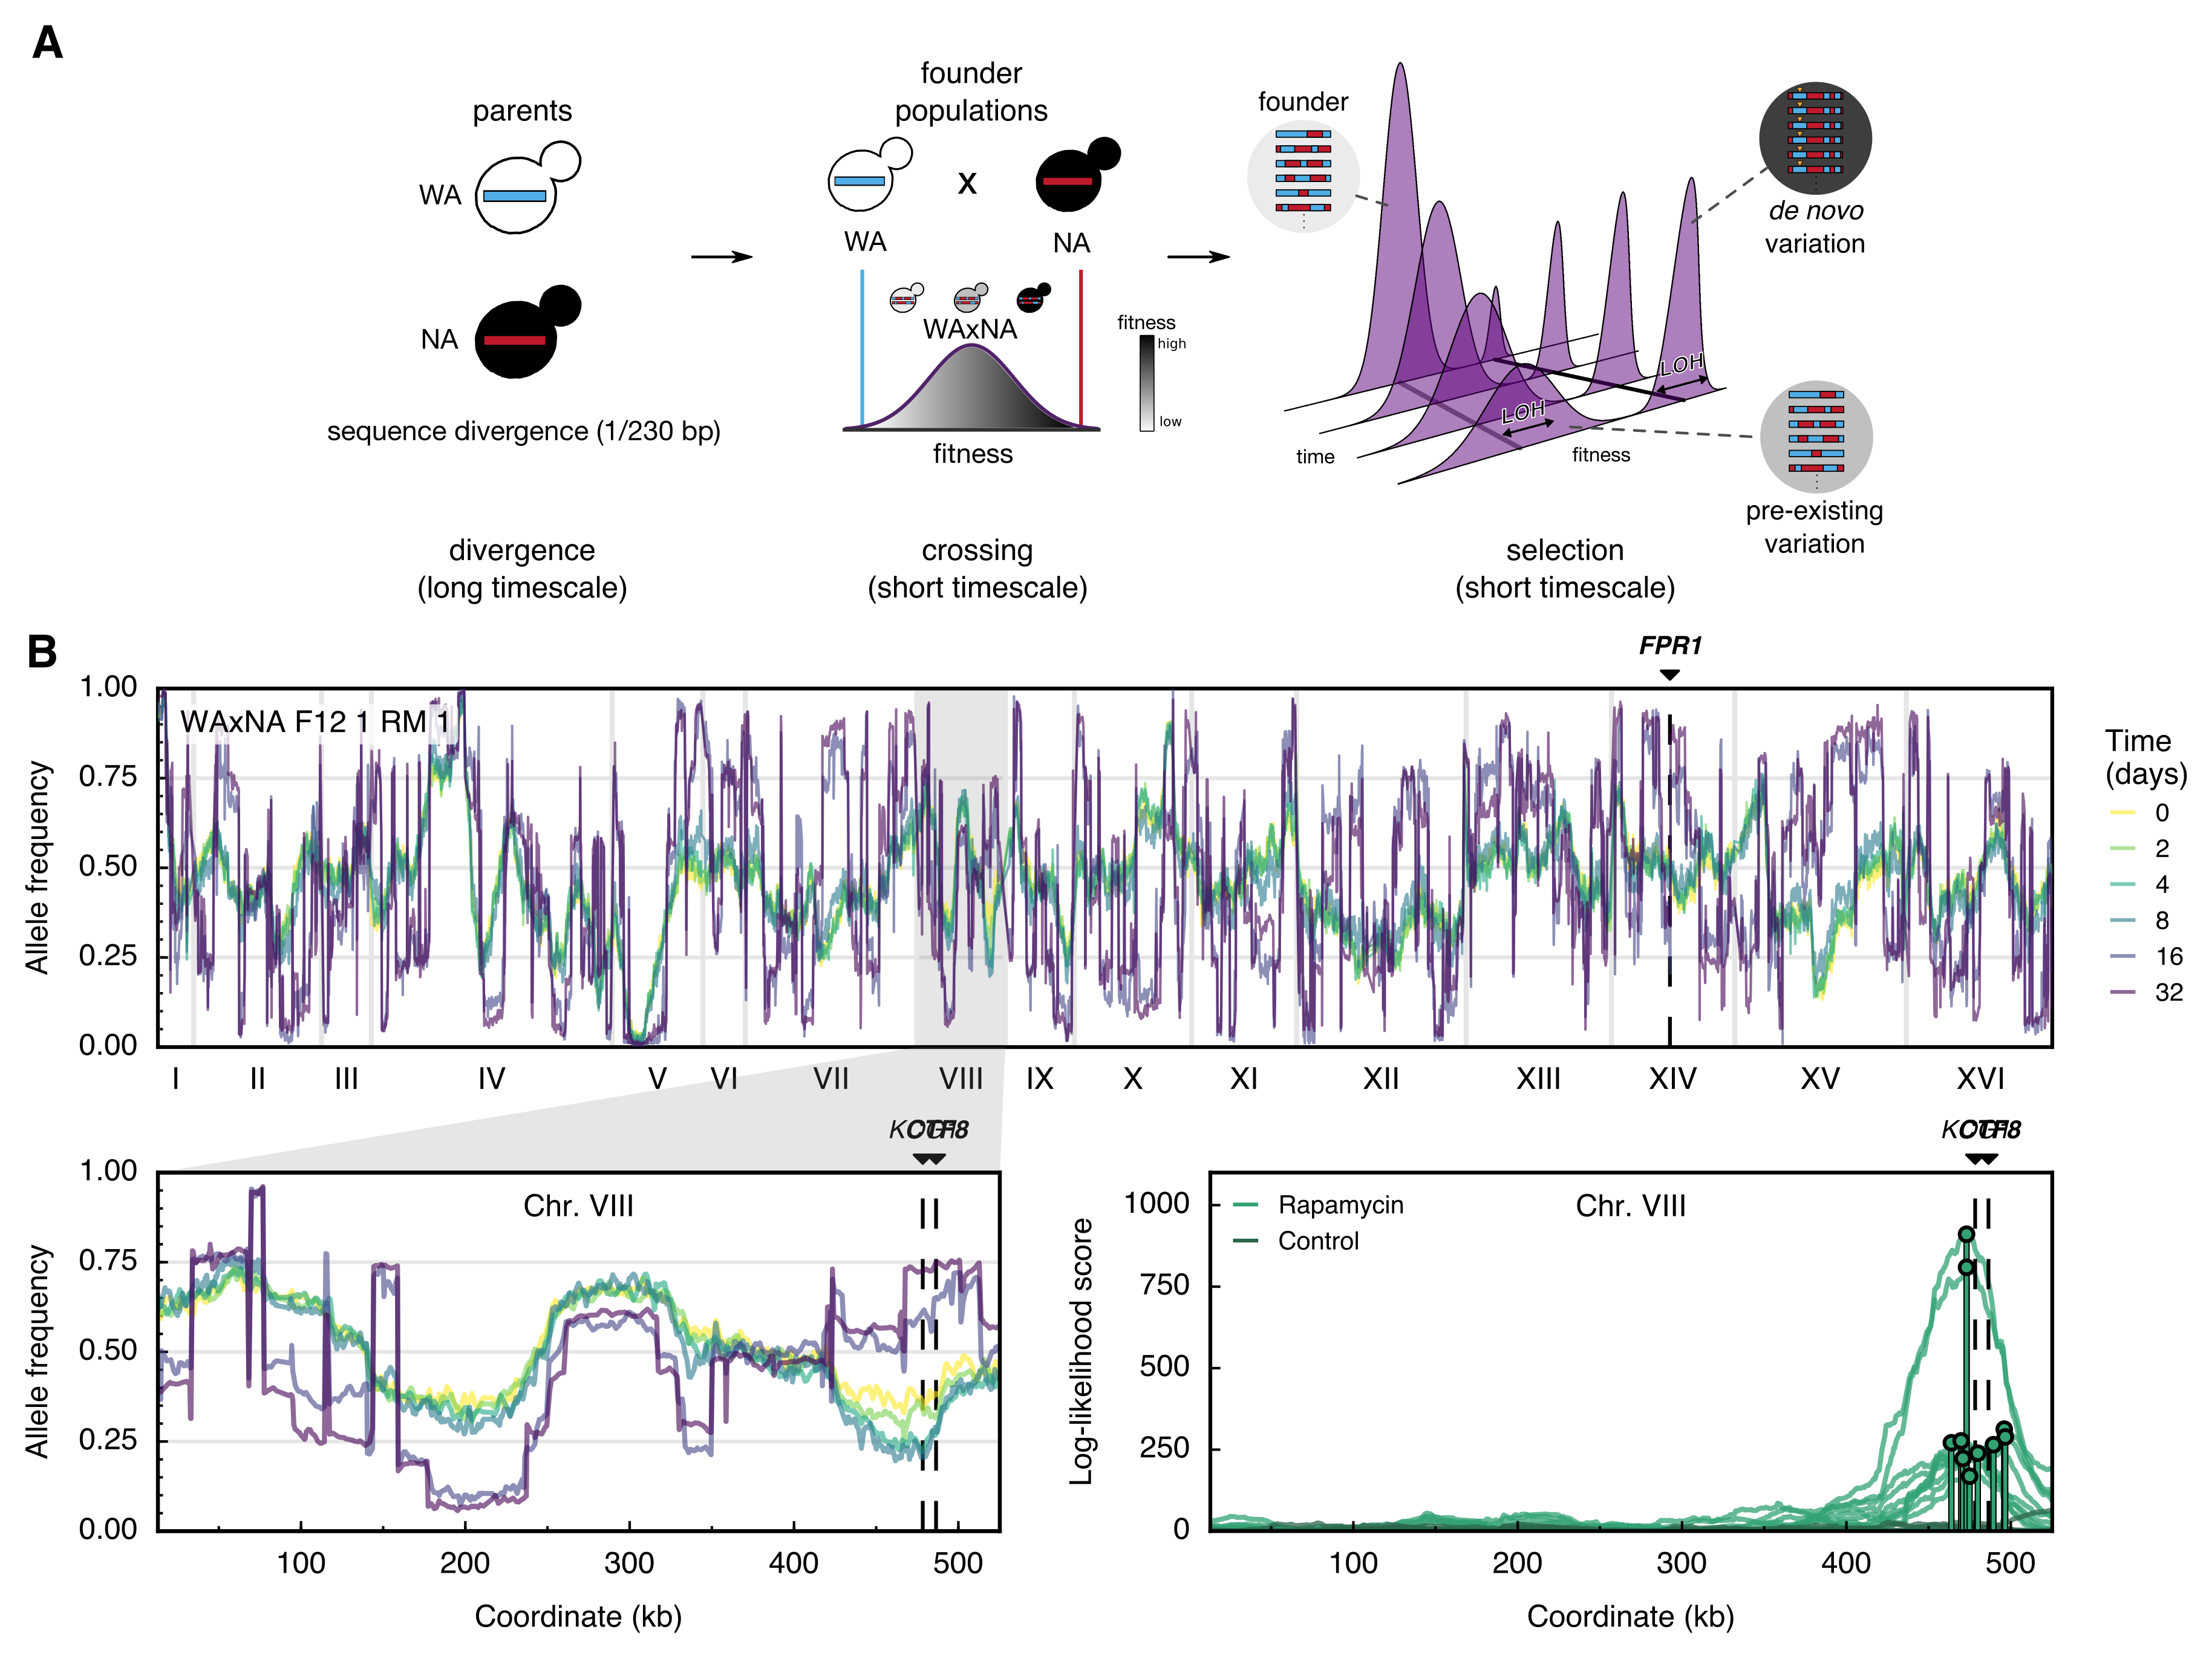 A
parents
WA
NA
sequence divergence (1/230 bp)
divergence
(long timescale)
founder
populations
X
WA
NA
WAxNA
fitness
high
low
fitness
crossing
(short timescale)
founder
de novo
variation
LOH
LOH
time
fitness
pre-existing
variation
selection
(short timescale)
B
FPR1
WAxNA F12 1 RM 1
Allele frequency
1.00
0.75
0.50
0.25
0.00
I
II
III
IV
V
VI
VII
VIII
IX
X
XI
XII
XIII
XIV
XV
XVI
Time
(days)
0
2
4
8
16
32
CTF8
Chr. VIII
Allele frequency
1.00
0.75
0.50
0.25
0.00
100
200
300
400
500
Coordinate (kb)
CTF8
Rapamycin
Control
Chr. VIII
Log-likelihood score
1000
750
500
250
0
100
200
300
400
500
Coordinate (kb)